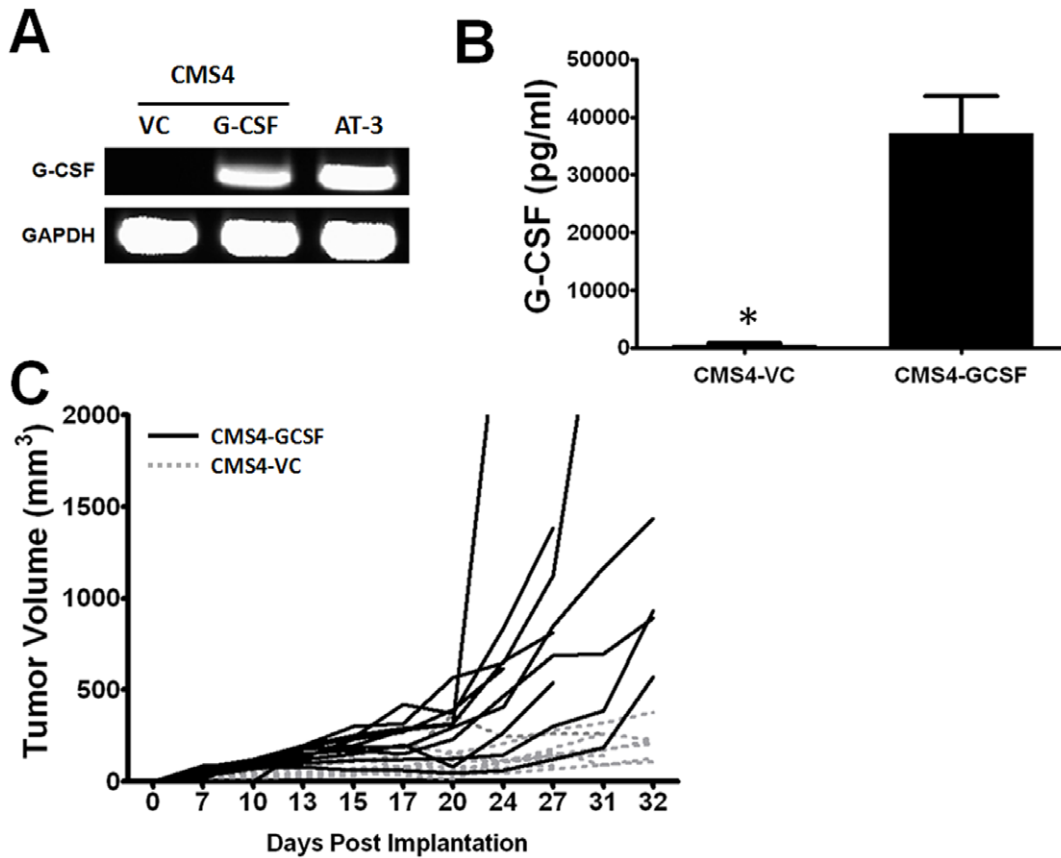 A
CMS4
VC G-CSF AT-3
G-CSF
GAPDH
B
G-CSF (pg/ml)
50000
40000
30000
20000
10000
0
*
CMS4-VC CMS4-GCSF
C
Tumor Volume (mm³)
2000
1500
1000
500
0
CMS4-GCSF
CMS4-VC
0 7 10 13 15 17 20 24 27 31 32
Days Post Implantation